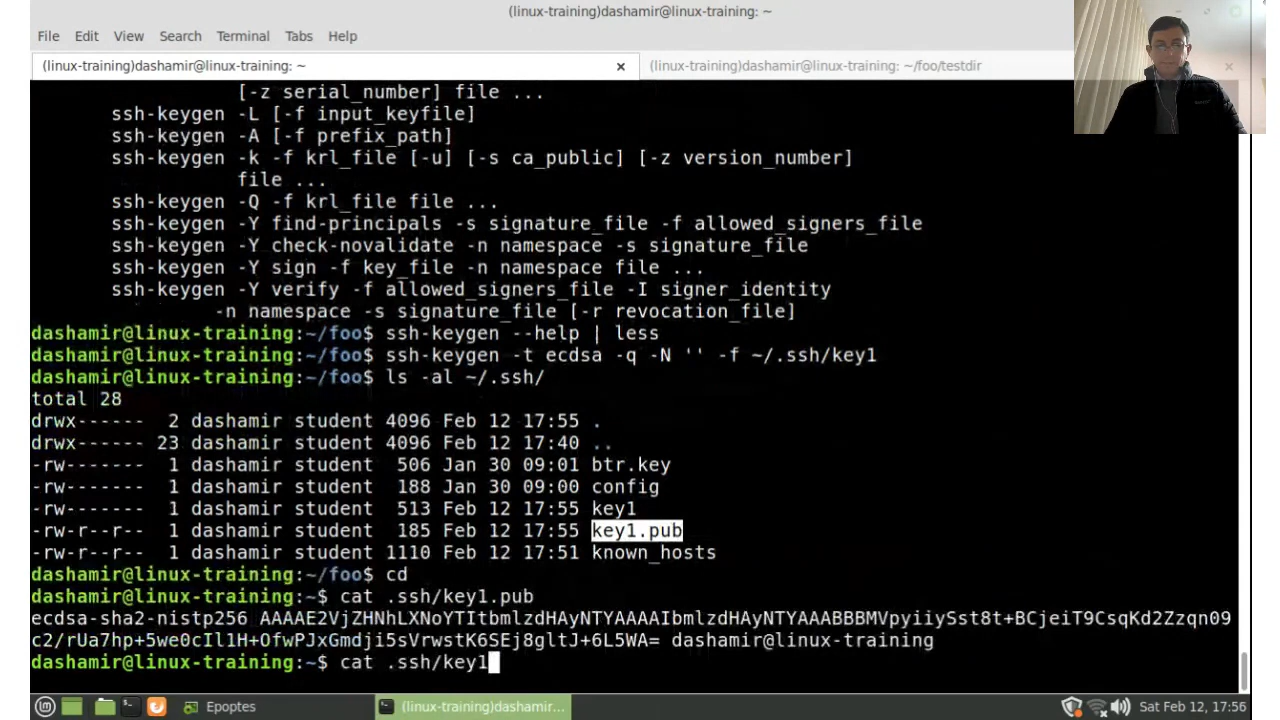 (linux-training)dashamir@linux-training: ~
File Edit View Search Terminal Tabs Help
(linux-training)dashamir@linux-training: ~ × (linux-training)dashamir@linux-training: ~/foo/testdir ×
[-z serial_number] file ...
ssh-keygen -L [-f input_keyfile]
ssh-keygen -A [-f prefix_path]
ssh-keygen -k -f krl_file [-u] [-s ca_public] [-z version_number]
file ...
ssh-keygen -Q -f krl_file file ...
ssh-keygen -Y find-principals -s signature_file -f allowed_signers_file
ssh-keygen -Y check-novalidate -n namespace -s signature_file
ssh-keygen -Y sign -f key_file -n namespace file ...
ssh-keygen -Y verify -f allowed_signers_file -I signer_identity
-n namespace -s signature_file [-r revocation_file]
dashamir@linux-training:~/foo$ ssh-keygen --help | less
dashamir@linux-training:~/foo$ ssh-keygen -t ecdsa -q -N '' -f ~/.ssh/key1
dashamir@linux-training:~/foo$ ls -al ~/.ssh/
total 28
drwx------ 2 dashamir student 4096 Feb 12 17:55 .
drwx------ 23 dashamir student 4096 Feb 12 17:40 ..
-rw------- 1 dashamir student 506 Jan 30 09:01 btr.key
-rw------- 1 dashamir student 188 Jan 30 09:00 config
-rw------- 1 dashamir student 513 Feb 12 17:55 key1
-rw-r--r-- 1 dashamir student 185 Feb 12 17:55 key1.pub
-rw-r--r-- 1 dashamir student 1110 Feb 12 17:51 known_hosts
dashamir@linux-training:~/foo$ cd
dashamir@linux-training:~$ cat .ssh/key1.pub
ecdsa-sha2-nistp256 AAAAE2VjZHNhLXNoYTItbmlzdHAyNTYAAAAIbmlzdHAyNTYAAABBBMVpyiiySst8t+BCjeiT9CsqKd2Zzqn09
c2/rUa7hp+5we0cIl1H+OfwPJxGmdji5sVrwstK6SEj8gltJ+6L5WA= dashamir@linux-training
dashamir@linux-training:~$ cat .ssh/key1
Epoptes (linux-training)dashamir... Sat Feb 12, 17:56